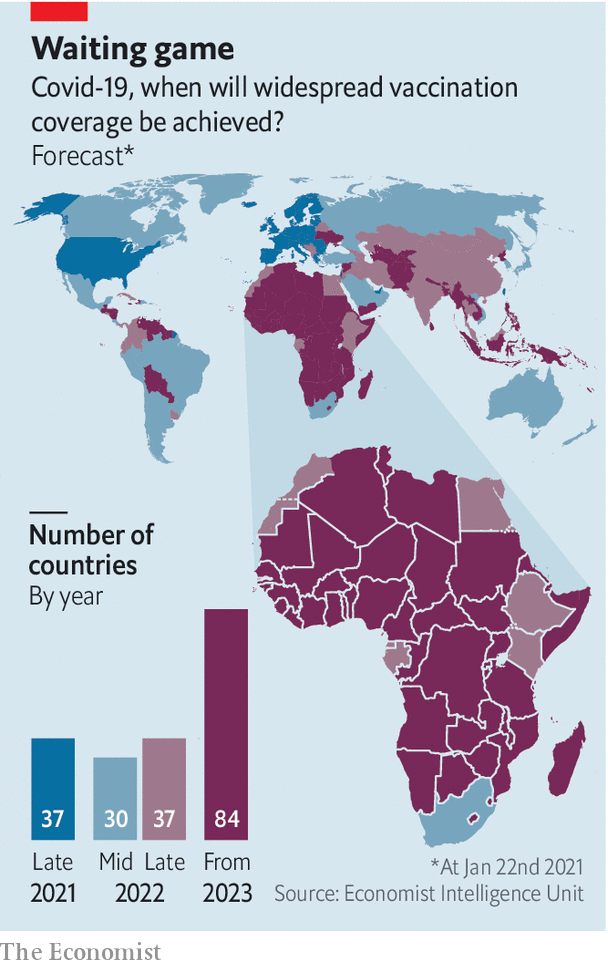 Waiting game
Covid-19, when will widespread vaccination
coverage be achieved?
Forecast*
Number of
countries
By year
37
30
37
84
Late
Mid
Late
From
2021
2022
2023
*At Jan 22nd 2021
Source: Economist Intelligence Unit
The Economist